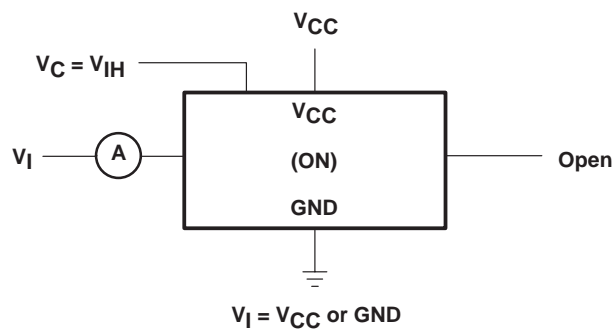 VCC
VC = VIH
VCC
VI
A
(ON)
Open
GND
VI = VCC or GND